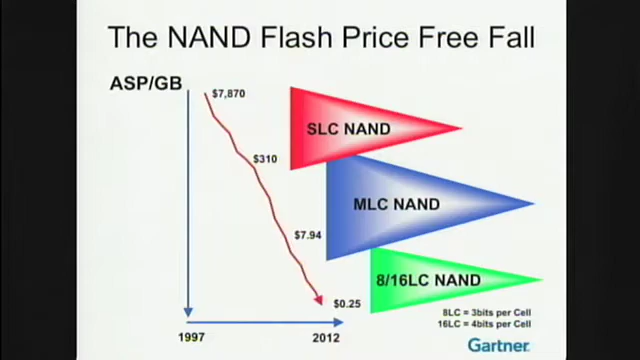 The NAND Flash Price Free Fall
ASP/GB
$7,870
SLC NAND
$310
MLC NAND
$7.94
8/16LC NAND
$0.25
8LC = 3bits per Cell
16LC = 4bits per Cell
1997
2012
Gartner